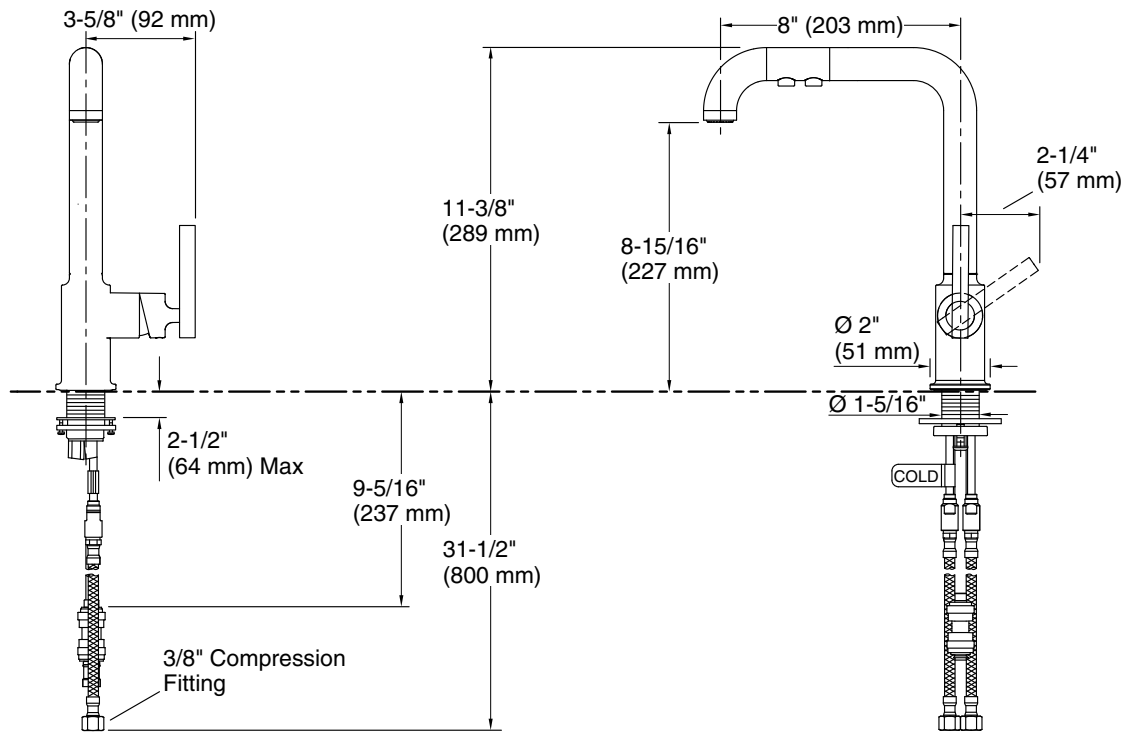 3-5/8" (92 mm)
8" (203 mm)
2-1/4"
(57 mm)
11-3/8"
(289 mm)
8-15/16"
(227 mm)
Ø 2"
(51 mm)
Ø 1-5/16"
2-1/2"
(64 mm) Max
COLD
9-5/16"
(237 mm)
31-1/2"
(800 mm)
3/8" Compression
Fitting